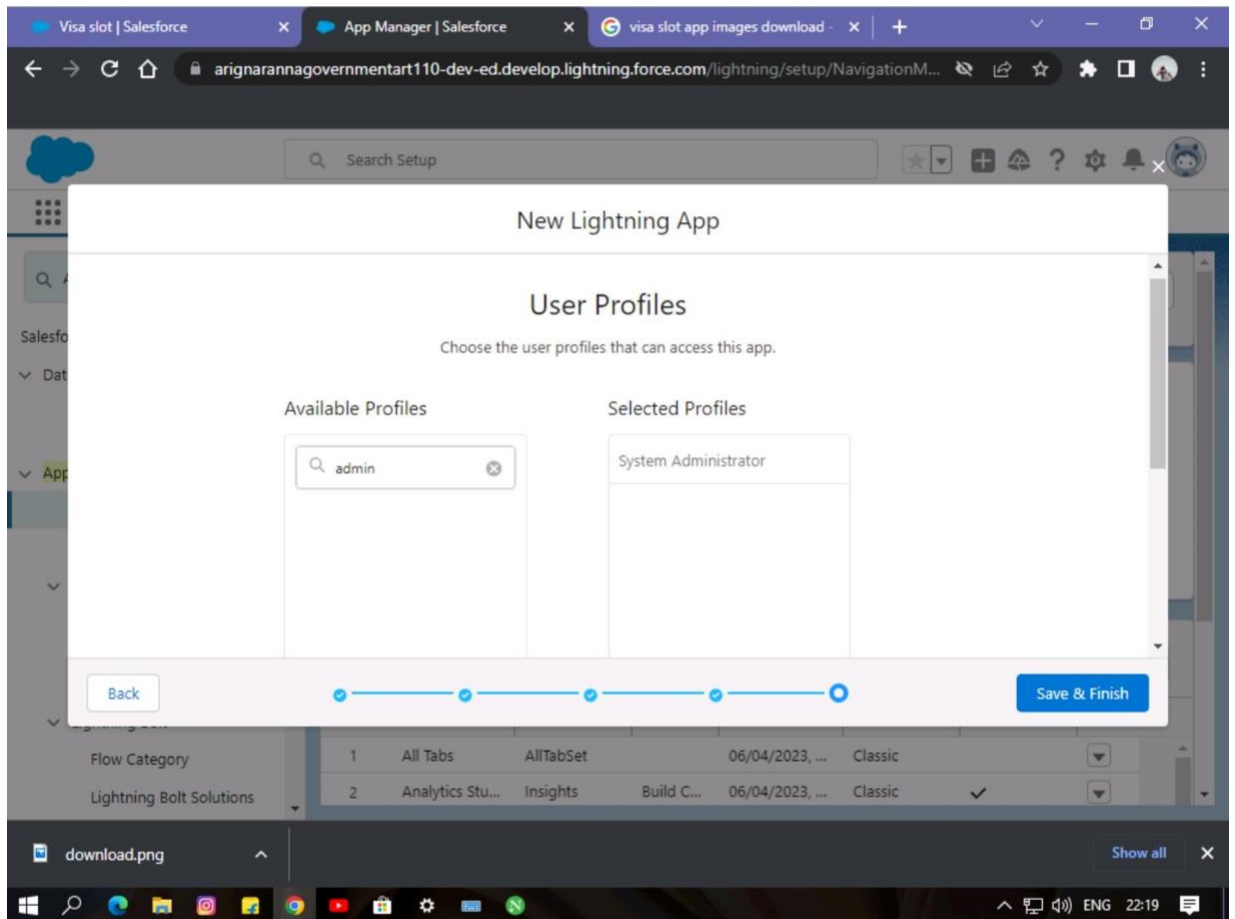 Visa slot | Salesforce
App Manager | Salesforce
visa slot app images download -
arignarannagovernmentart110-dev-ed.develop.lightning.force.com/lightning/setup/NavigationM...
Search Setup
New Lightning App
User Profiles
Choose the user profiles that can access this app.
Salesfo
Dat
Available Profiles
Selected Profiles
admin
System Administrator
App
Back
Save & Finish
Flow Category
1 All Tabs AllTabSet 06/04/2023, ... Classic
Lightning Bolt Solutions
2 Analytics Stu... Insights Build C... 06/04/2023, ... Classic
download.png
Show all
ENG 22:19